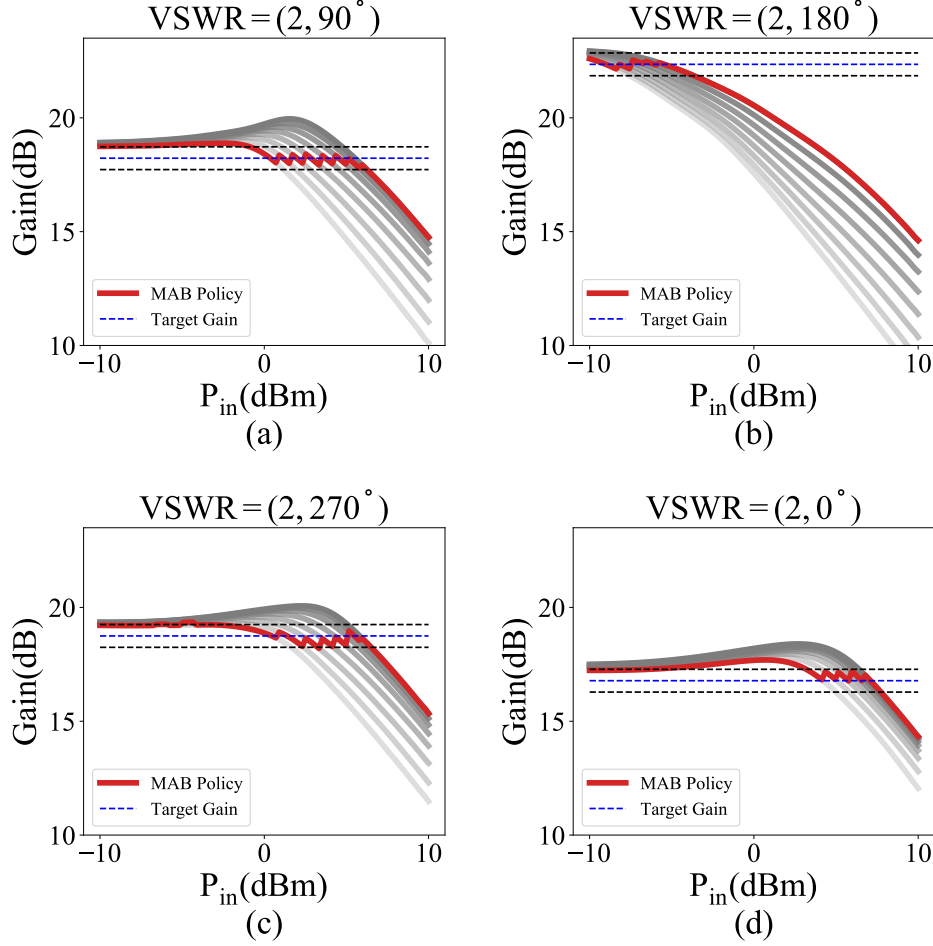 VSWR=(2,90°)
Gain(dB)
20
15
10
MAB Policy
Target Gain
−10 0 10
P_in(dBm)
(a)
VSWR=(2,180°)
Gain(dB)
20
15
10
MAB Policy
Target Gain
−10 0 10
P_in(dBm)
(b)
VSWR=(2,270°)
Gain(dB)
20
15
10
MAB Policy
Target Gain
−10 0 10
P_in(dBm)
(c)
VSWR=(2,0°)
Gain(dB)
20
15
10
MAB Policy
Target Gain
−10 0 10
P_in(dBm)
(d)